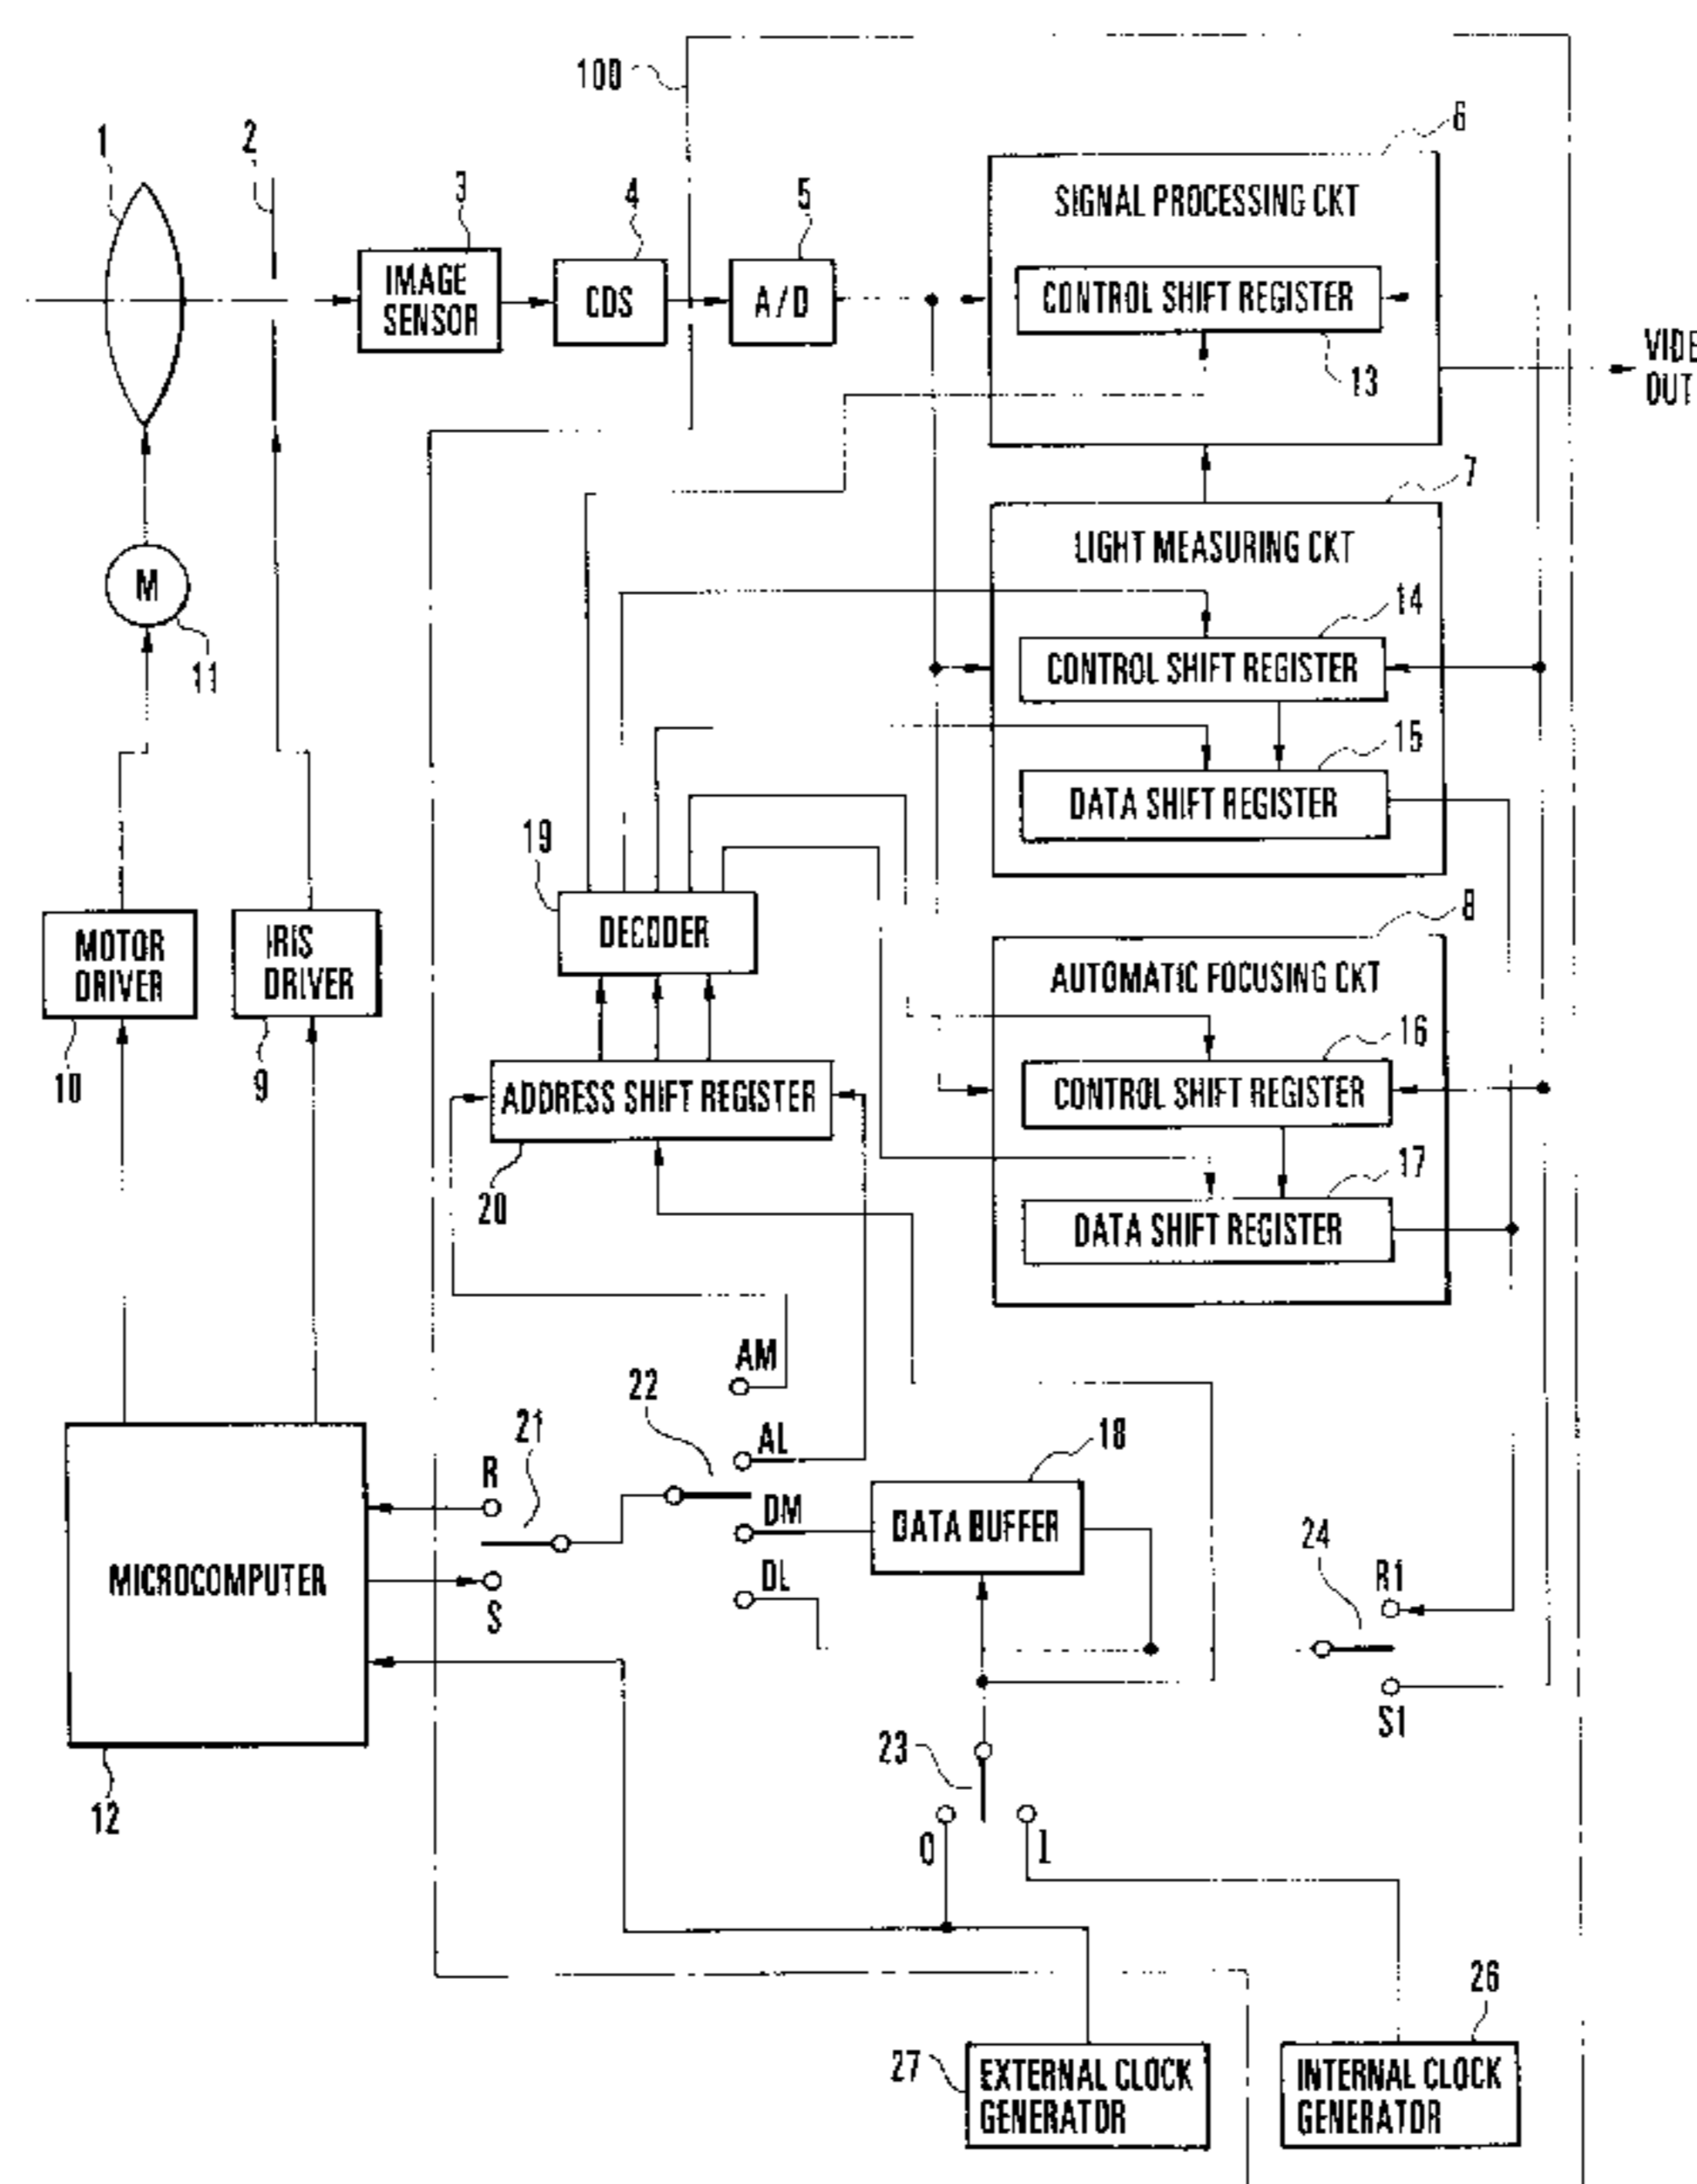 100
6
1
2
SIGNAL PROCESSING CKT
3
4
5
IMAGE
SENSOR
CDS
A/D
CONTROL SHIFT REGISTER
13
VIDE
OUT
7
LIGHT MEASURING CKT
M
14
11
CONTROL SHIFT REGISTER
15
DATA SHIFT REGISTER
19
8
DECODER
MOTOR
DRIVER
IRIS
DRIVER
AUTOMATIC FOCUSING CKT
16
10
9
ADDRESS SHIFT REGISTER
CONTROL SHIFT REGISTER
17
20
DATA SHIFT REGISTER
AM
22
21
AL
18
R
DM
DATA BUFFER
24
MICROCOMPUTER
DL
R1
S
S1
23
12
0
1
26
27
EXTERNAL CLOCK
GENERATOR
INTERNAL CLOCK
GENERATOR